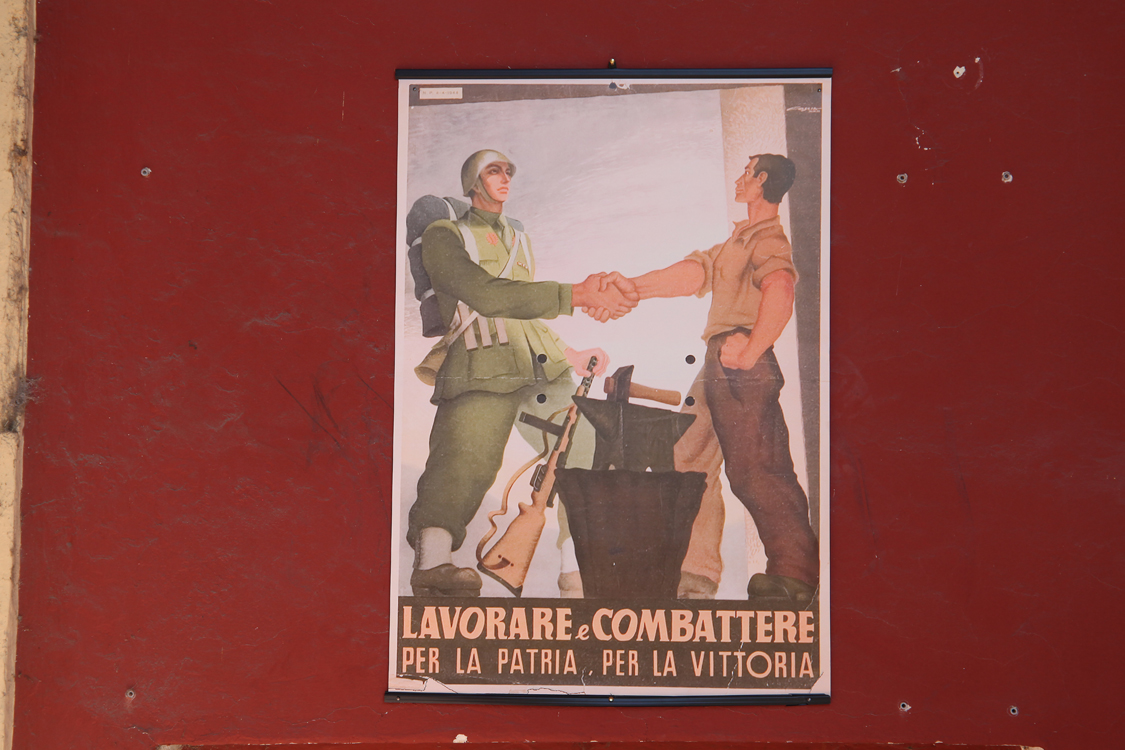 LAVORARE e COMBATTERE
PER LA PATRIA, PER LA VITTORIA